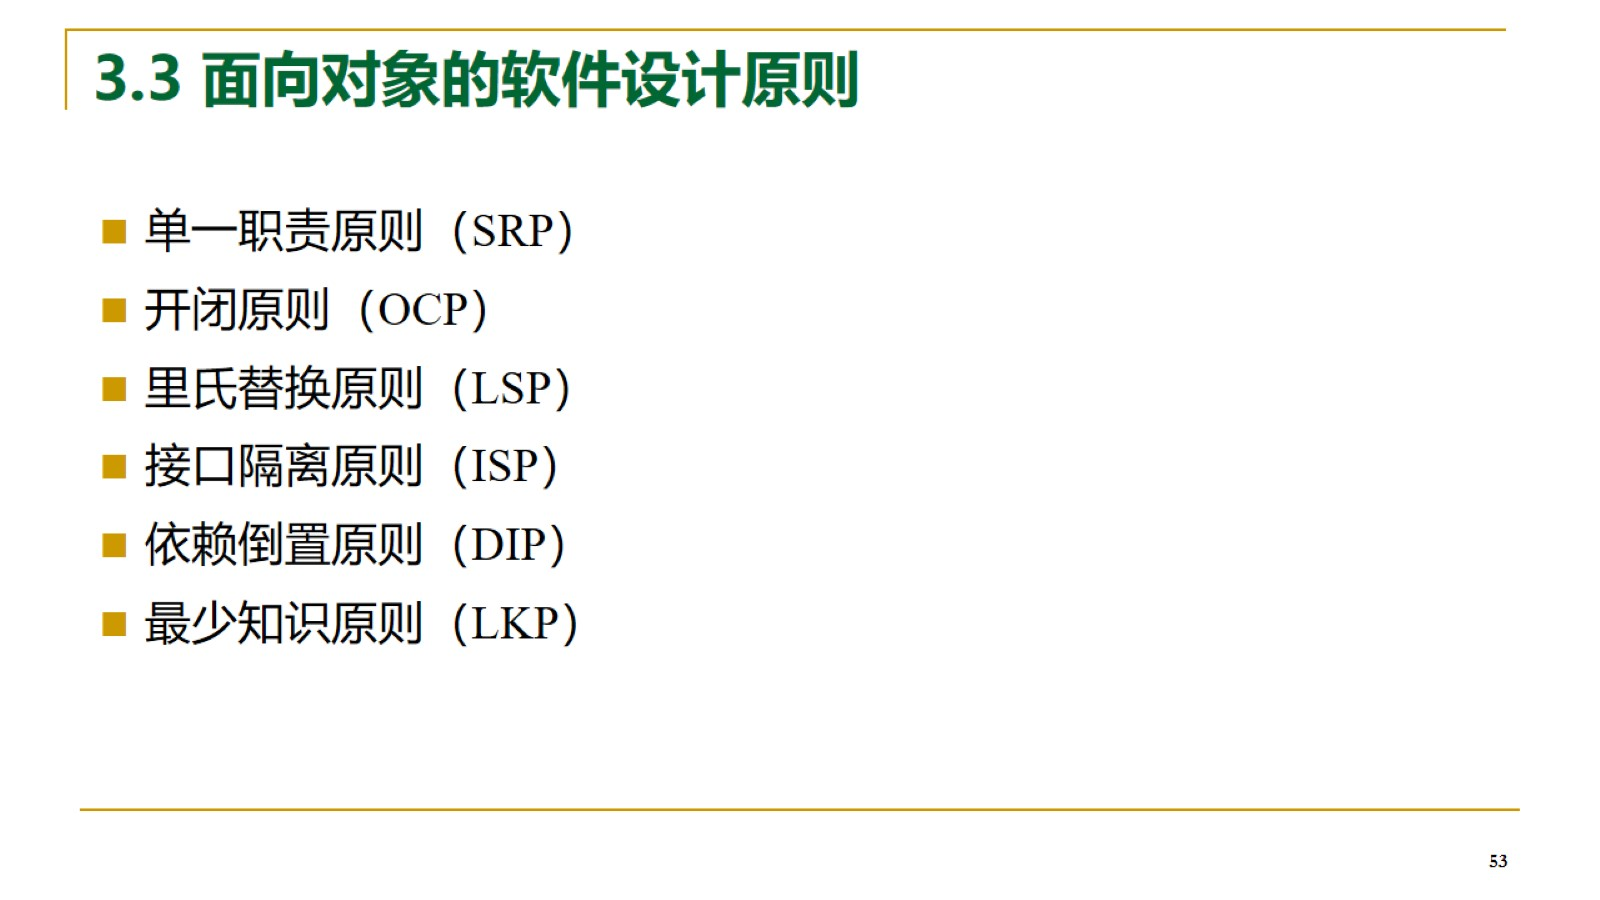 3.3 面向对象的软件设计原则
单一职责原则（SRP）
开闭原则（OCP）
里氏替换原则（LSP）
接口隔离原则（ISP）
依赖倒置原则（DIP）
最少知识原则（LKP）
53